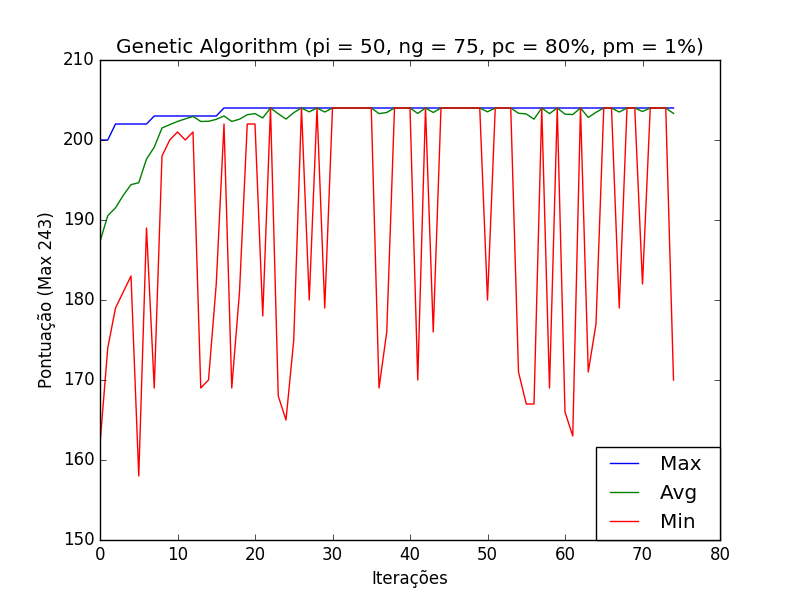 Genetic Algorithm (pi = 50, ng = 75, pc = 80%, pm = 1%)
210
200
190
180
170
160
150
Pontuação (Max 243)
0 10 20 30 40 50 60 70 80
Iterações
Max
Avg
Min